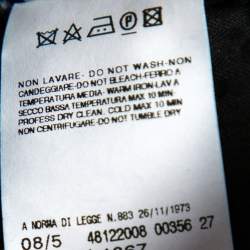 NON LAVARE- DO NOT WASH-NON
CANDEGGIARE-DO NOT BLEACH-FERRO A
TEMPERATURA MEDIA- WARM IRON-LAV A
SECCO BASSA TEMPERATURA MAX 10 MIN
PROFESS DRY CLEAN. COLD MAX 10 MIN
NON CENTRIFUGARE-DO NOT TUMBLE DRY
A NORMA DI LEGGE N.883 26/11/1973
08/5 48122008 00356 27